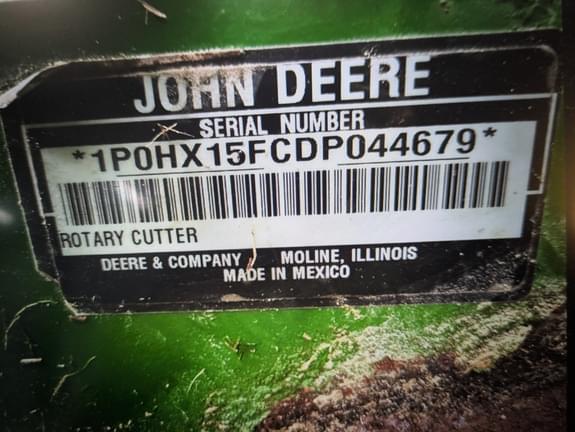 JOHN DEERE
SERIAL NUMBER
*1P0HX15FCDP044679*
ROTARY CUTTER
DEERE & COMPANY MOLINE, ILLINOIS
MADE IN MEXICO